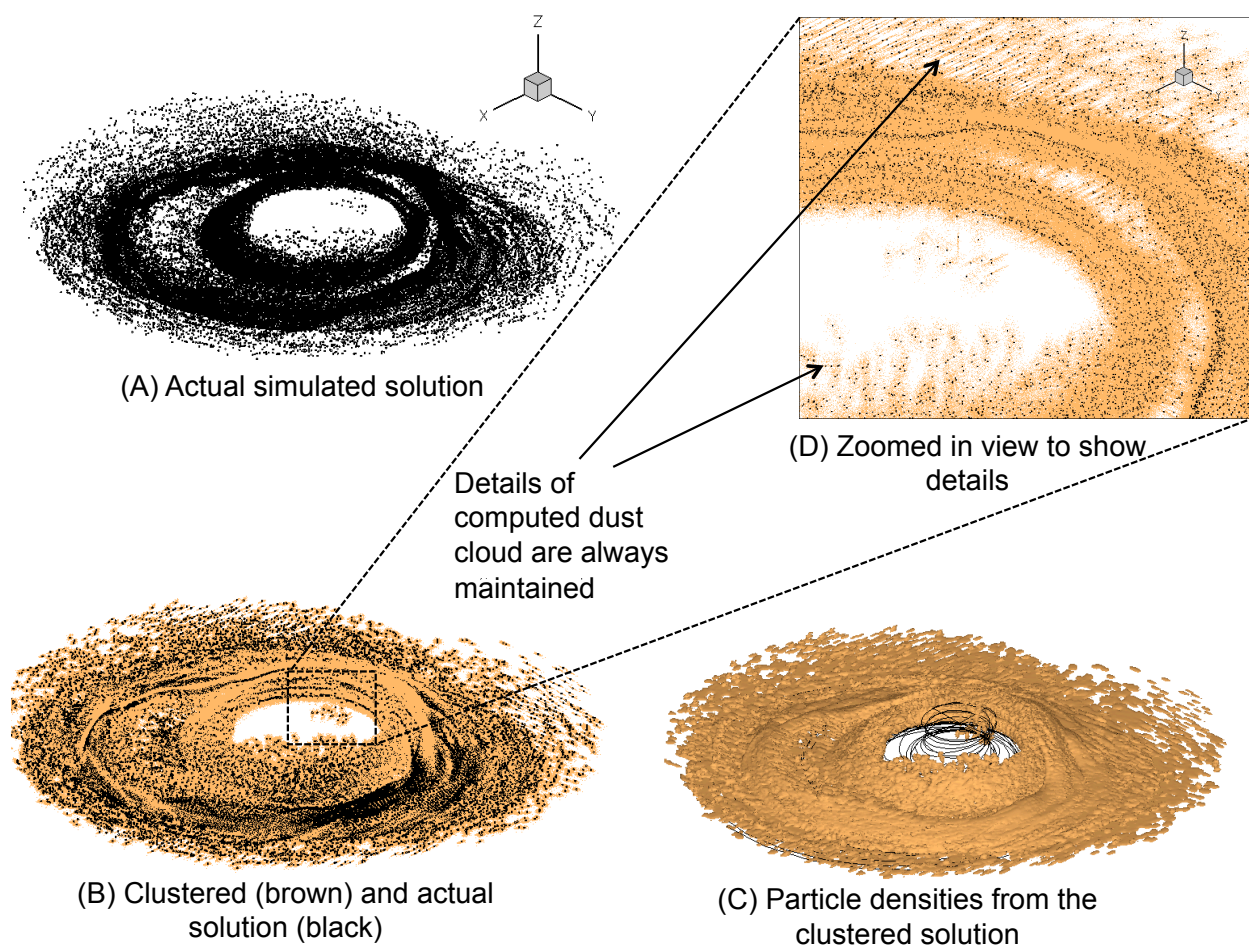 Z
X
Y
(A) Actual simulated solution
Z
(D) Zoomed in view to show
details
Details of
computed dust
cloud are always
maintained
(B) Clustered (brown) and actual
solution (black)
(C) Particle densities from the
clustered solution